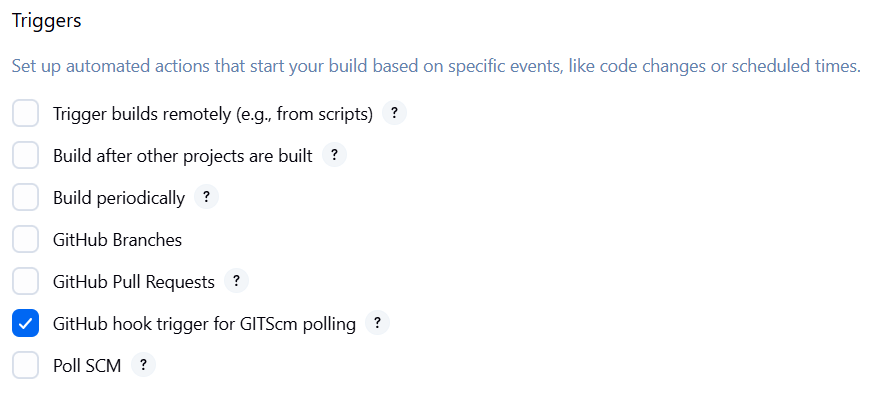 Triggers
Set up automated actions that start your build based on specific events, like code changes or scheduled times.
Trigger builds remotely (e.g., from scripts) ?
Build after other projects are built ?
Build periodically ?
GitHub Branches
GitHub Pull Requests ?
GitHub hook trigger for GITScm polling ?
Poll SCM ?